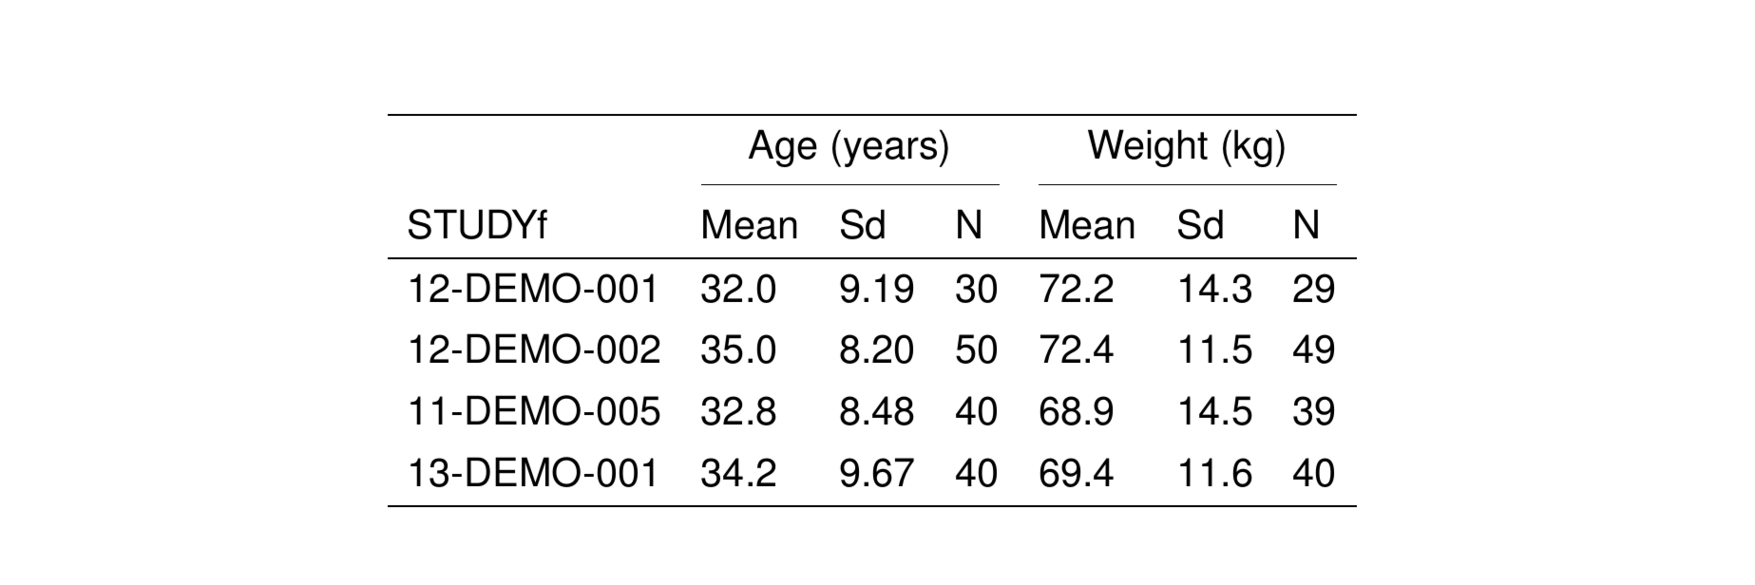 Age (years) Weight (kg)
STUDYf Mean Sd N Mean Sd N
12-DEMO-001 32.0 9.19 30 72.2 14.3 29
12-DEMO-002 35.0 8.20 50 72.4 11.5 49
11-DEMO-005 32.8 8.48 40 68.9 14.5 39
13-DEMO-001 34.2 9.67 40 69.4 11.6 40